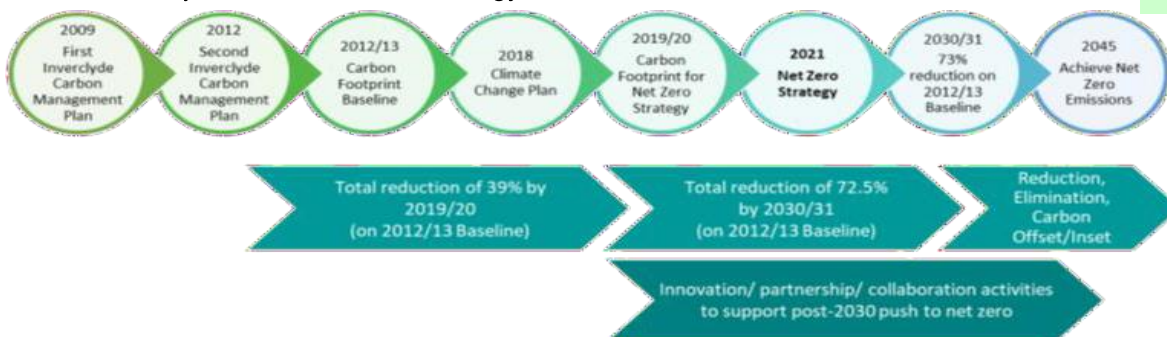 2009
First
Inverclyde
Carbon
Management
Plan
2012
Second
Inverclyde
Carbon
Management
Plan
2012/13
Carbon
Footprint
Baseline
2018
Climate
Change Plan
2019/20
Carbon
Footprint for
Net Zero
Strategy
2021
Net Zero
Strategy
2030/31
73%
reduction on
2012/13
Baseline
2045
Achieve Net
Zero
Emissions
Total reduction of 39% by
2019/20
(on 2012/13 Baseline)
Total reduction of 72.5%
by 2030/31
(on 2012/13 Baseline)
Reduction,
Elimination,
Carbon
Offset/Inset
Innovation/ partnership/ collaboration activities
to support post-2030 push to net zero